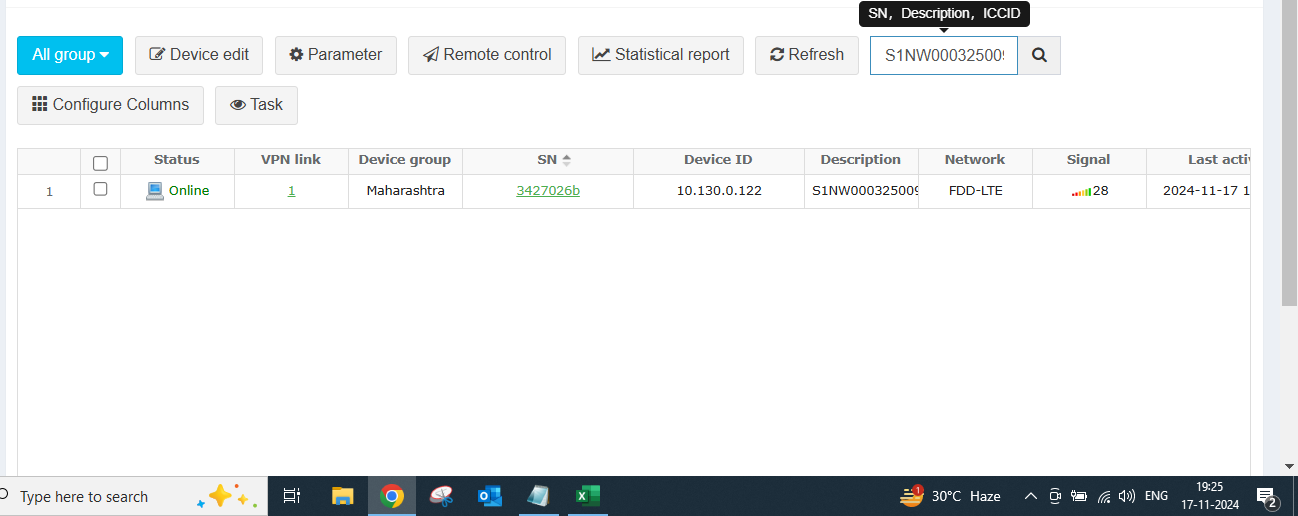 SN, Description, ICCID
All group
Device edit
Parameter
Remote control
Statistical report
Refresh
S1NW000325009
Configure Columns
Task
Status VPN link Device group SN Device ID Description Network Signal Last activ
1 Online 1 Maharashtra 3427026b 10.130.0.122 S1NW000325009 FDD-LTE 28 2024-11-17 1
Type here to search
1
30°C Haze
ENG
19:25
17-11-2024
2